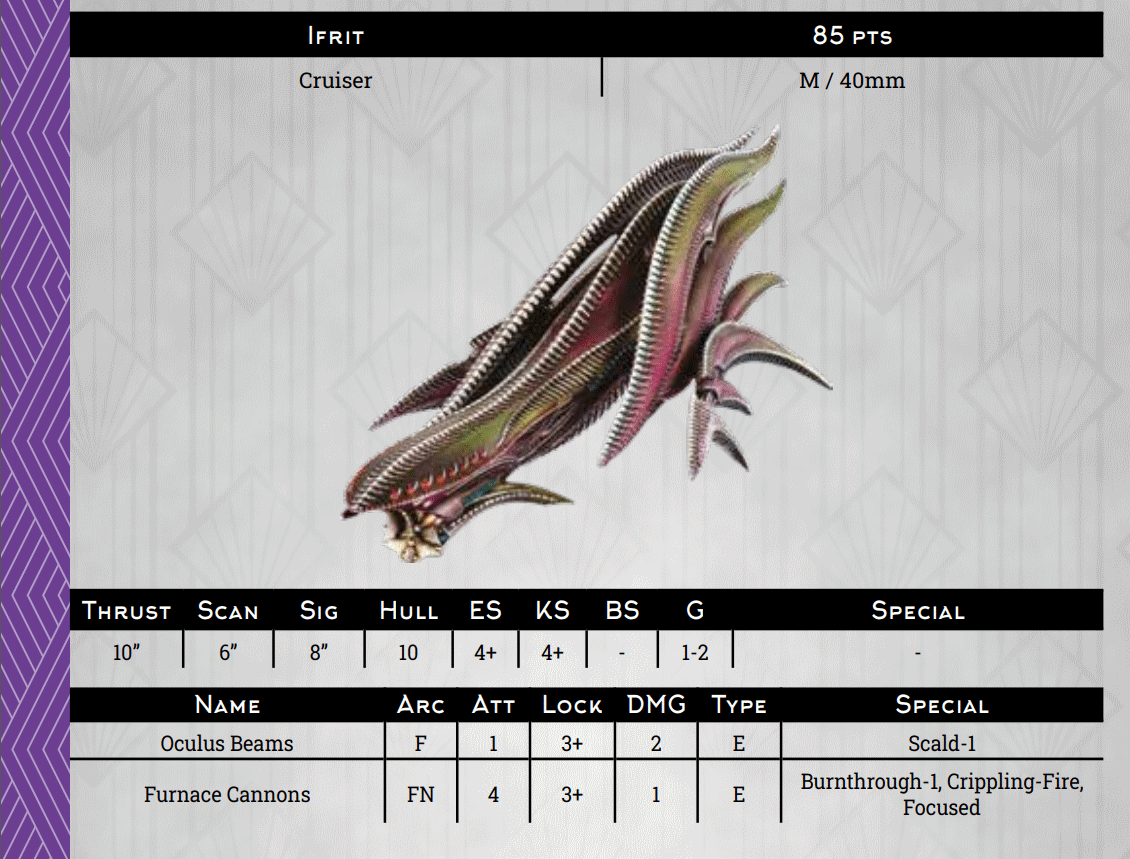 Ifrit 85 pts
Cruiser M / 40mm
Thrust Scan Sig Hull ES KS BS G Special
10” 6” 8” 10 4+ 4+ - 1-2 -
Name Arc Att Lock DMG Type Special
Oculus Beams F 1 3+ 2 E Scald-1
Furnace Cannons FN 4 3+ 1 E Burnthrough-1, Crippling-Fire,
Focused